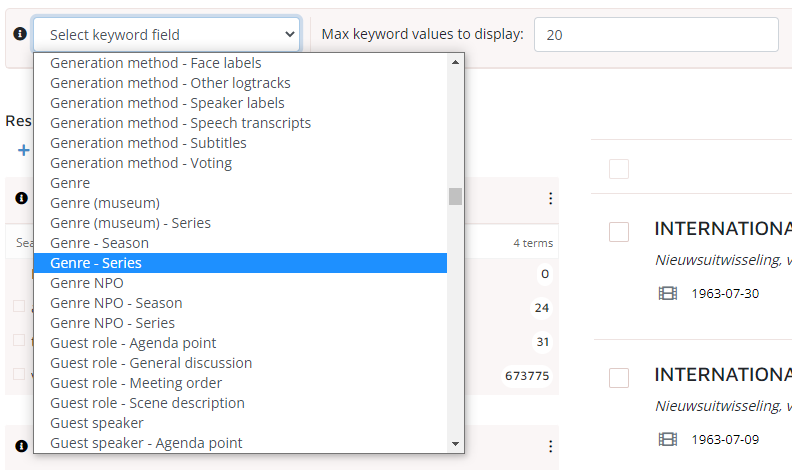 Select keyword field
Max keyword values to display:
20
Generation method - Face labels
Generation method - Other logtracks
Generation method - Speaker labels
Generation method - Speech transcripts
Generation method - Subtitles
Generation method - Voting
Genre
Genre (museum)
Genre (museum) - Series
Genre - Season
Genre - Series
Genre NPO
Genre NPO - Season
Genre NPO - Series
Guest role - Agenda point
Guest role - General discussion
Guest role - Meeting order
Guest role - Scene description
Guest speaker
Guest speaker - Agenda point
Res
Sea
4 terms
0
24
31
673775
INTERNATIONA
Nieuwsuitwisseling, v
1963-07-30
INTERNATIONA
Nieuwsuitwisseling, v
1963-07-09